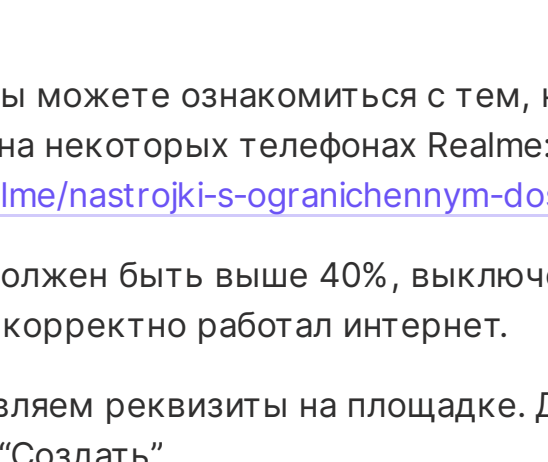 ы можете ознакомиться с тем,
на некоторых телефонах Realme:
lme/nastrojki-s-ogranichennym-do
олжен быть выше 40%, выключ
корректно работал интернет.
вляем реквизиты на площадке. Д
“Создать”